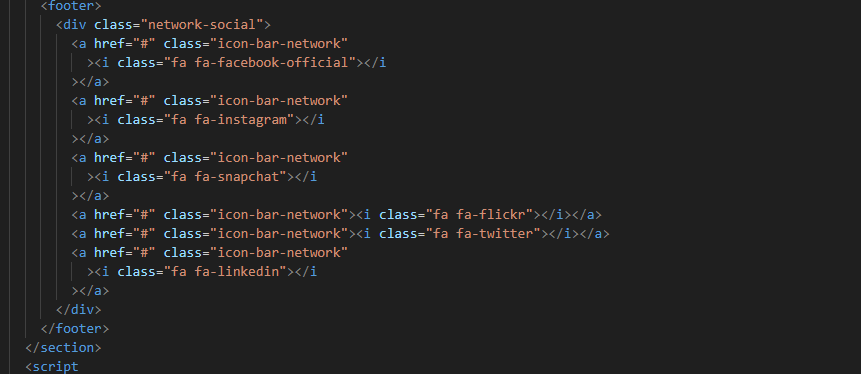 <footer>
<div class="network-social">
<a href="#" class="icon-bar-network"
><i class="fa fa-facebook-official"></i
></a>
<a href="#" class="icon-bar-network"
><i class="fa fa-instagram"></i
></a>
<a href="#" class="icon-bar-network"
><i class="fa fa-snapchat"></i
></a>
<a href="#" class="icon-bar-network"><i class="fa fa-flickr"></i></a>
<a href="#" class="icon-bar-network"><i class="fa fa-twitter"></i></a>
<a href="#" class="icon-bar-network"
><i class="fa fa-linkedin"></i
></a>
</div>
</footer>
</section>
<script